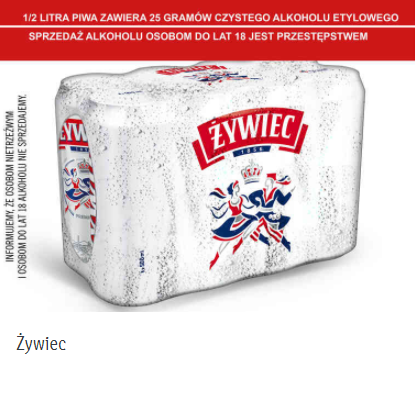 1/2 LITRA PIWA ZAWIERA 25 GRAMÓW CZYSTEGO ALKOHOLU ETYLOWEGO
SPRZEDAŻ ALKOHOLU OSOBOM DO LAT 18 JEST PRZESTĘPSTWEM
INFORMUJEMY, ŻE OSOBOM NIETRZEŹWYM
I OSOBOM DO LAT 18 ALKOHOLU NIE SPRZEDAJEMY.
ŻYWIEC
ŻYWIEC
1856
Żywiec